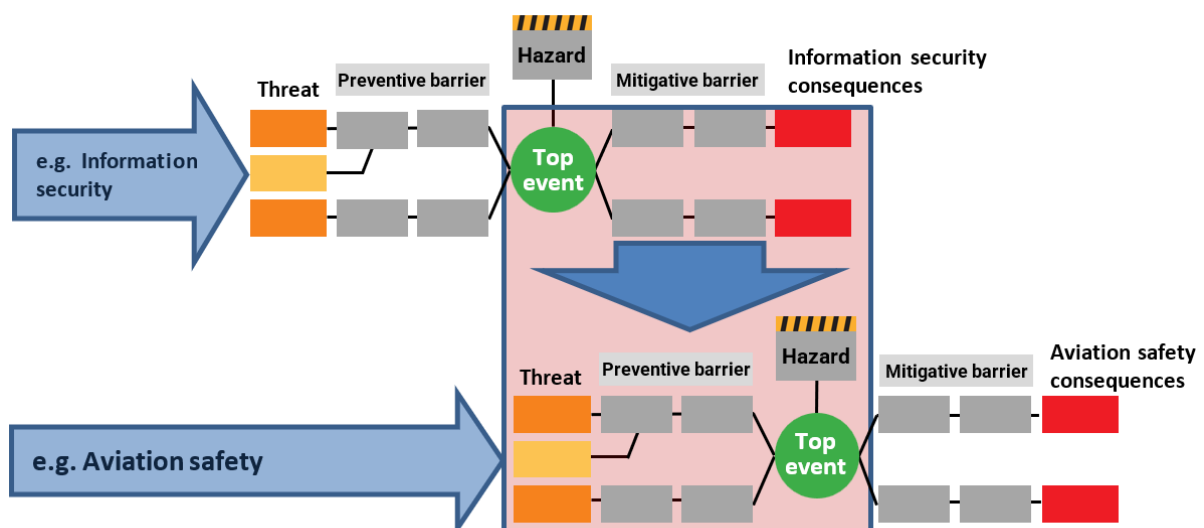 Hazard
Information security
consequences
Preventive barrier
Mitigative barrier
Threat
e.g. Information
security
Top
event
Hazard
Aviation safety
consequences
Preventive barrier
Mitigative barrier
Threat
e.g. Aviation safety
Top
event